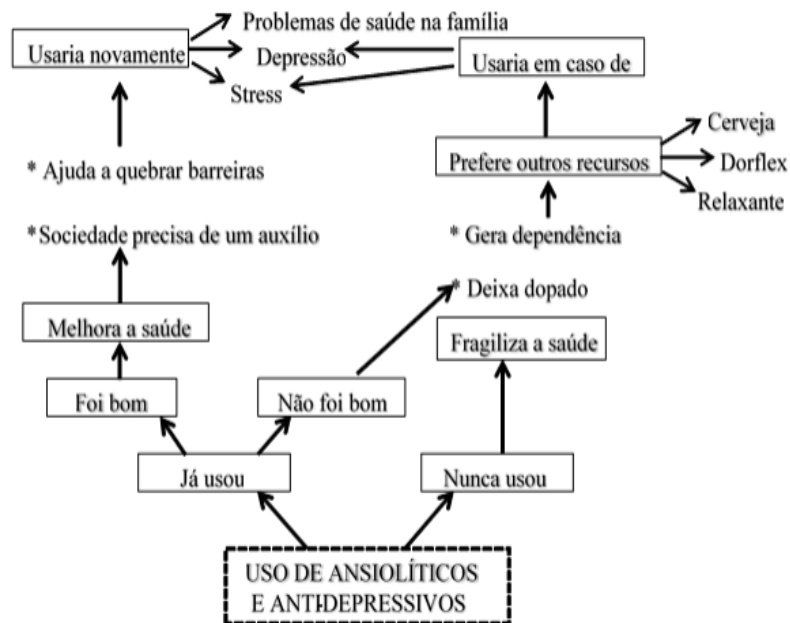 Problemas de saúde na família
Usaria novamente
Depressão
Usaria em caso de
Stress
Cerveja
Prefere outros recursos
Dorflex
* Ajuda a quebrar barreiras
Relaxante
*Sociedade precisa de um auxílio
* Gera dependência
* Deixa dopado
Melhora a saúde
Fragiliza a saúde
Foi bom
Não foi bom
Já usou
Nunca usou
USO DE ANSIOLÍTICOS
E ANTI-DEPRESSIVOS